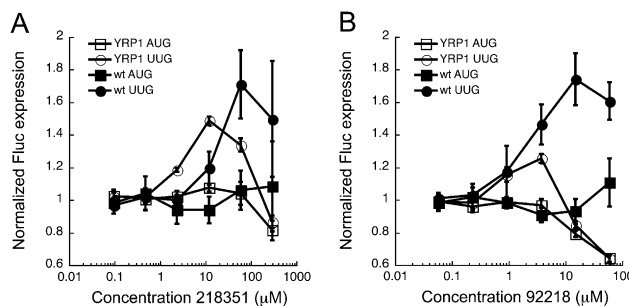 A
Normalized Fluc expression
2
1.8
1.6
1.4
1.2
1
0.8
0.6
YRP1 AUG
YRP1 UUG
wt AUG
wt UUG
0.01 0.1 1 10 100 1000
Concentration 218351 (μM)
B
Normalized Fluc expression
2
1.8
1.6
1.4
1.2
1
0.8
0.6
YRP1 AUG
YRP1 UUG
wt AUG
wt UUG
0.01 0.1 1 10
Concentration 92218 (μM)